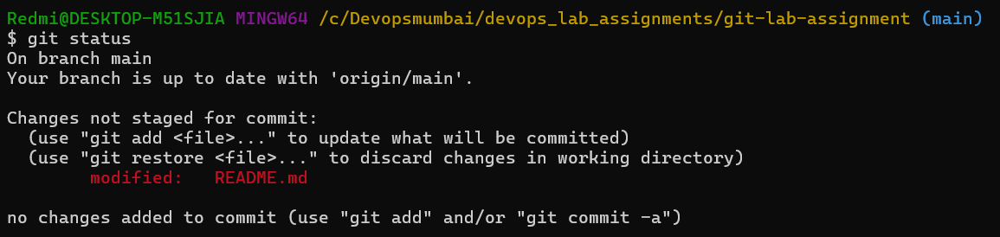 Redmi@DESKTOP-M51SJIA MINGW64 /c/Devopsmumbai/devops_lab_assignments/git-lab-assignment (main)
$ git status
On branch main
Your branch is up to date with 'origin/main'.

Changes not staged for commit:
  (use "git add <file>..." to update what will be committed)
  (use "git restore <file>..." to discard changes in working directory)
        modified:   README.md

no changes added to commit (use "git add" and/or "git commit -a")